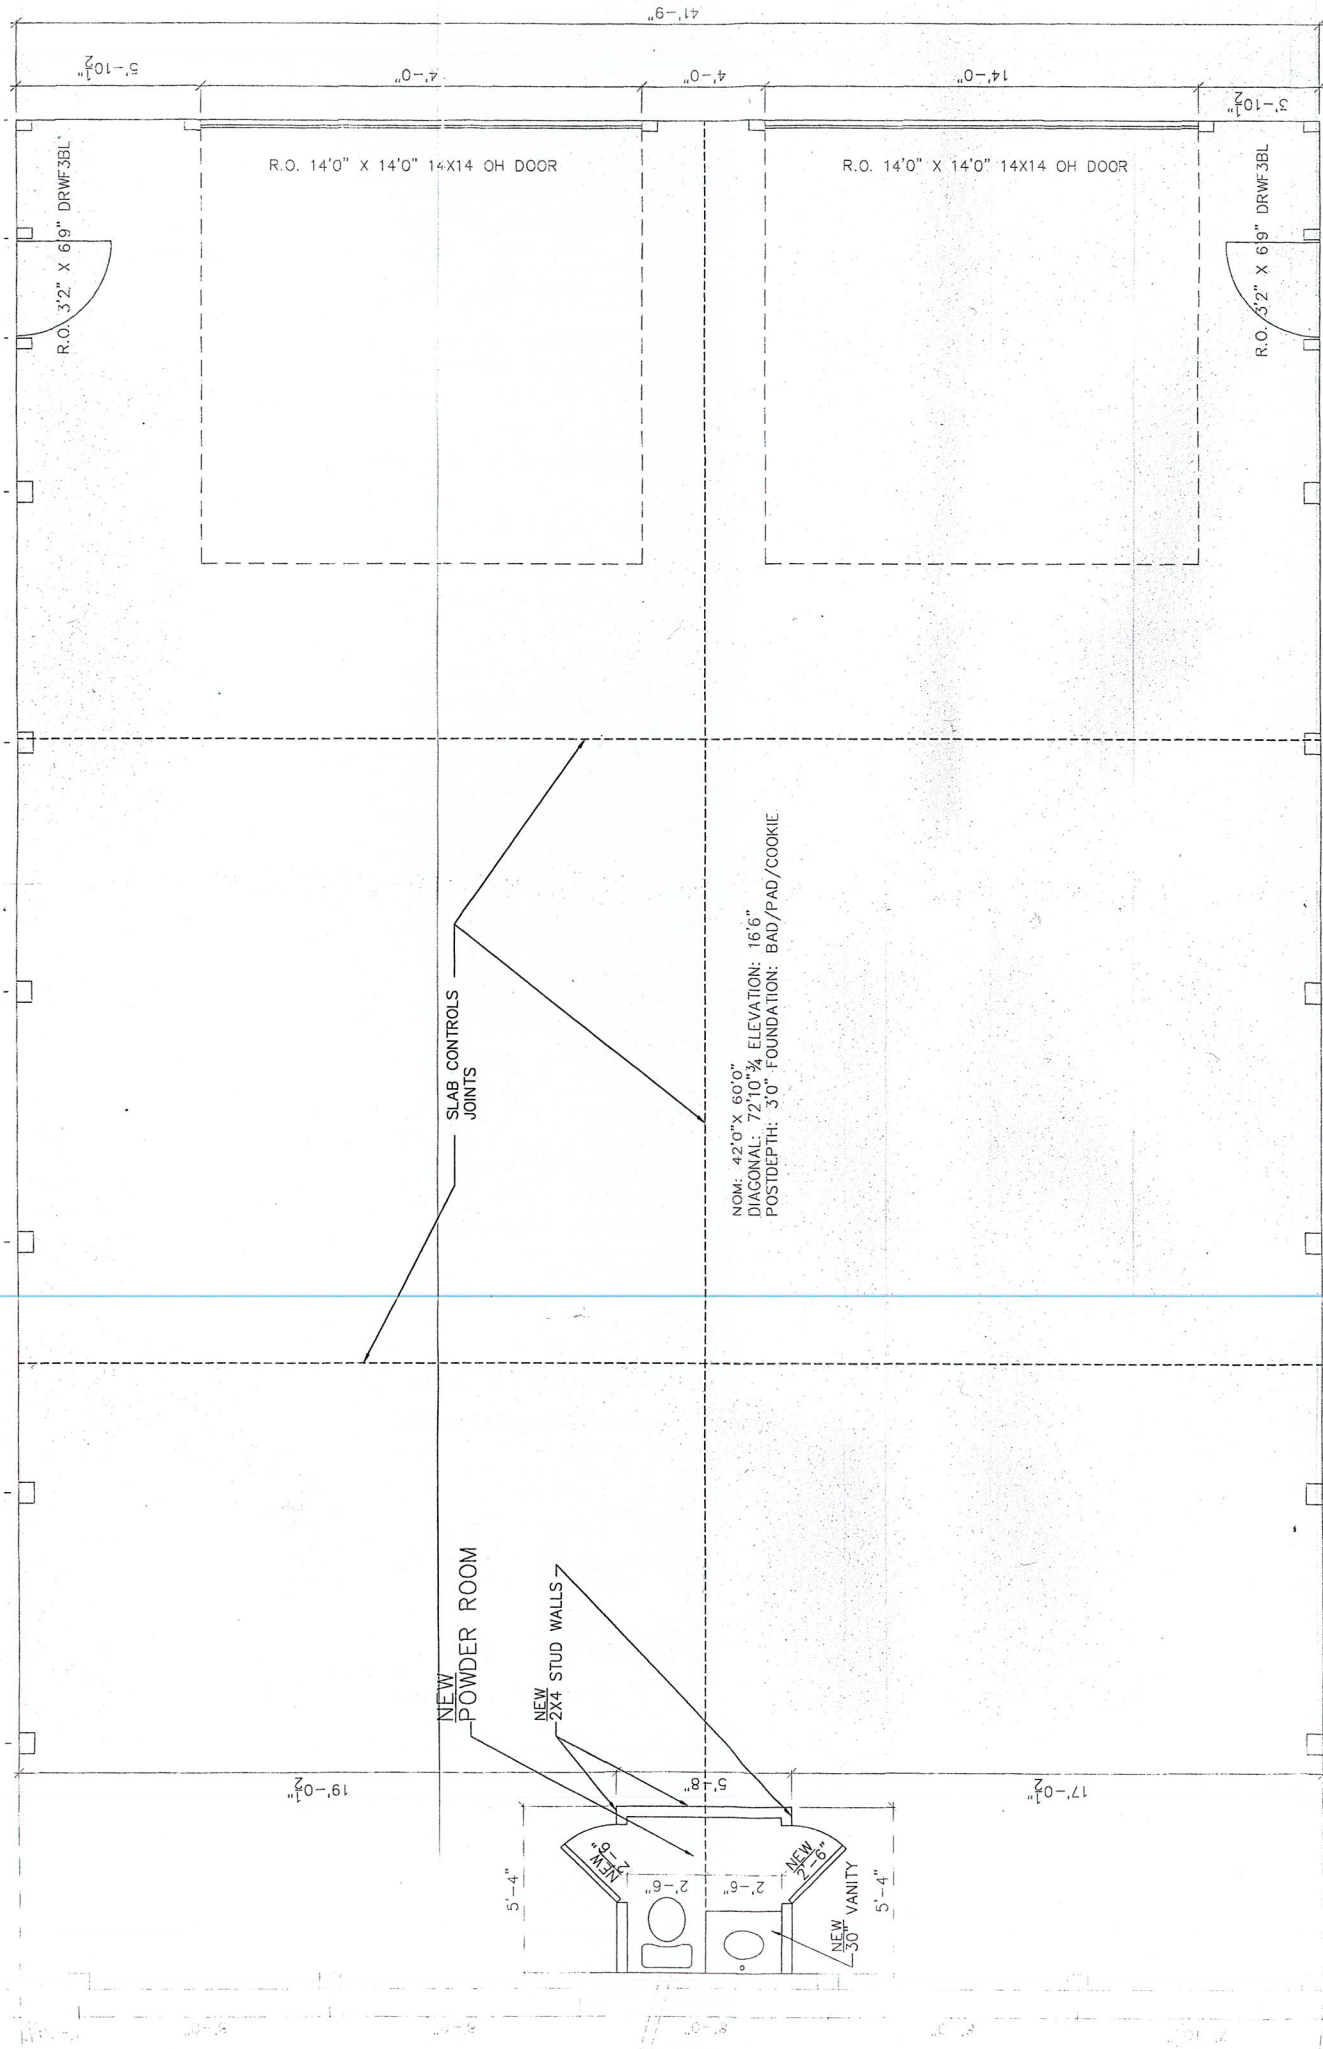 41'-9"
5'-10½"
4'-0"
4'-0"
14'-0"
3'-10½"
R.O. 3'2" X 6'9" DRWF3BL
R.O. 14'0" X 14'0" 14X14 OH DOOR
R.O. 14'0" X 14'0" 14X14 OH DOOR
R.O. 3'2" X 6'9" DRWF3BL
SLAB CONTROLS
JOINTS
NOM: 42'0"X 60'0"
DIAGONAL: 72'10"¾ ELEVATION: 16'6"
POSTDEPTH: 3'0" FOUNDATION: BAD/PAD/COOKIE
NEW
POWDER ROOM
NEW
2X4 STUD WALLS
19'-0½"
5'-8"
17'-0½"
5'-4"
NEW
2'-6"
2'-6"
2'-6"
NEW
2'-6"
NEW
30" VANITY
5'-4"